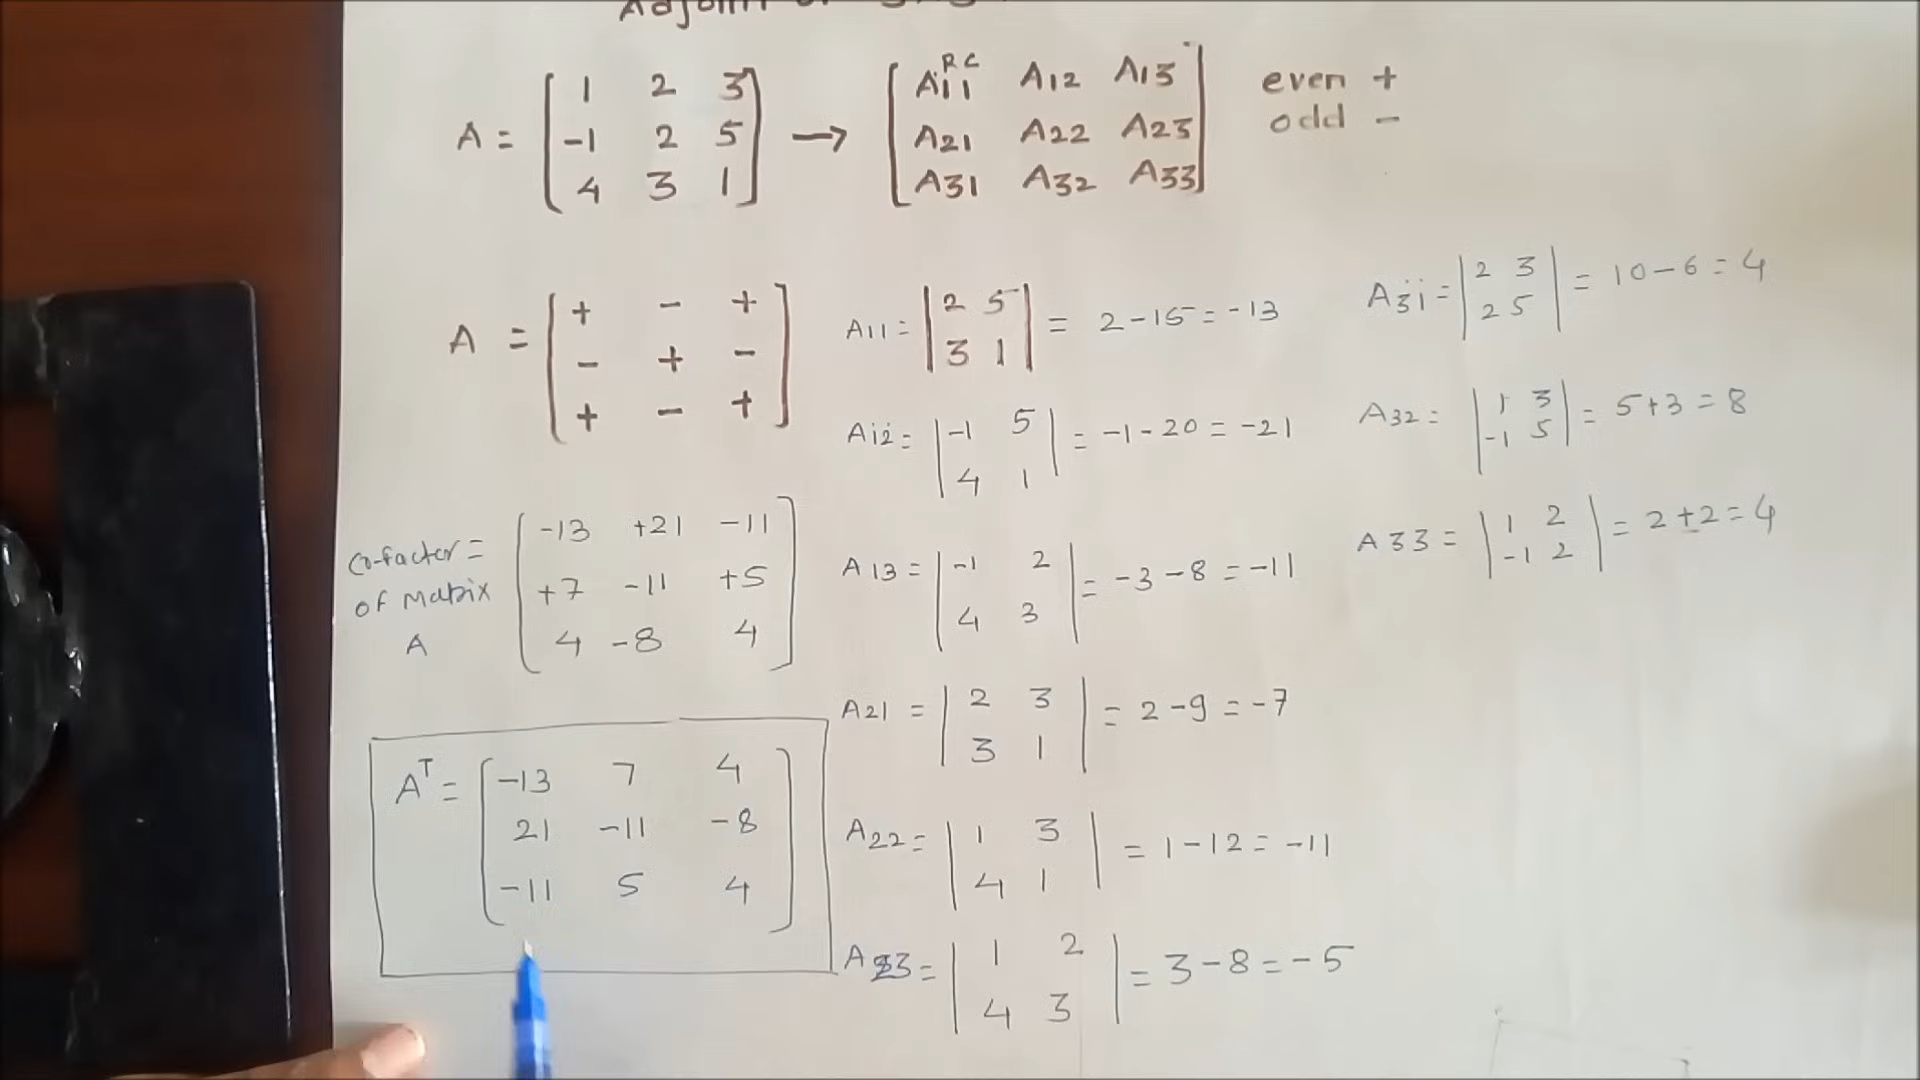 Adjoint of
A = [ 1 2 3 ] → [ A11 A12 A13 ] even +
R C
-1 2 5 A21 A22 A23 odd -
4 3 1 A31 A32 A33
A = [ + - + ]
- + -
+ - +
A11 = | 2 5 | = 2 - 15 = -13
3 1
A12 = | -1 5 | = -1 - 20 = -21
4 1
A13 = | -1 2 | = -3 - 8 = -11
4 3
A21 = | 2 3 | = 2 - 9 = -7
3 1
A22 = | 1 3 | = 1 - 12 = -11
4 1
A23 = | 1 2 | = 3 - 8 = -5
4 3
A31 = | 2 3 | = 10 - 6 = 4
2 5
A32 = | 1 3 | = 5 + 3 = 8
-1 5
A33 = | 1 2 | = 2 + 2 = 4
-1 2
Co-factor = [ -13 +21 -11 ]
of Matrix +7 -11 +5
A 4 -8 4
A^T = [ -13 7 4 ]
21 -11 -8
-11 5 4